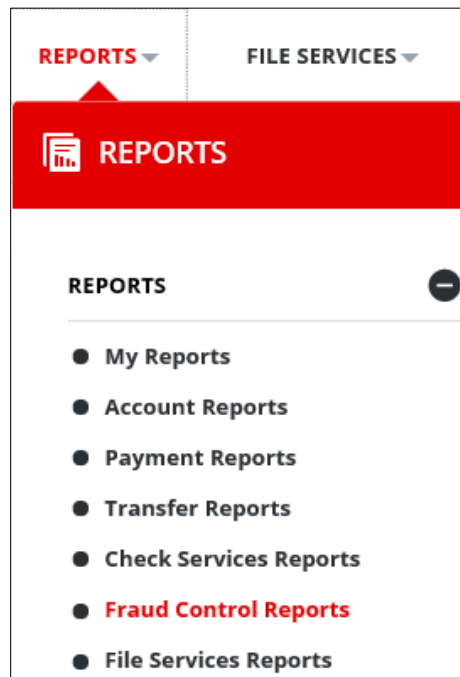 REPORTS FILE SERVICES
REPORTS
REPORTS
My Reports
Account Reports
Payment Reports
Transfer Reports
Check Services Reports
Fraud Control Reports
File Services Reports